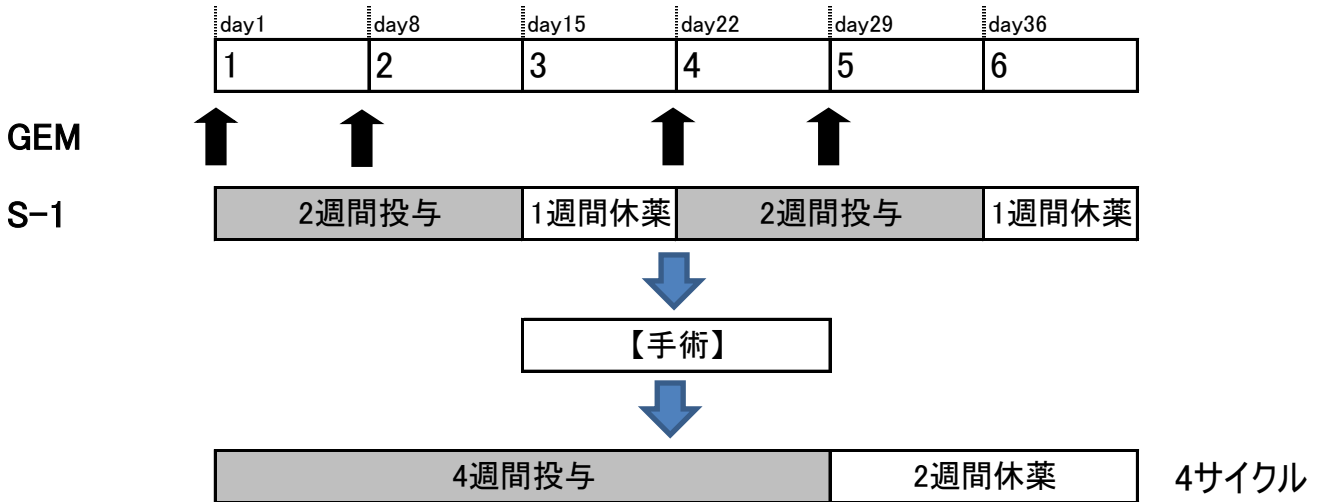 day1 day8 day15 day22 day29 day36
1 2 3 4 5 6
GEM
S-1 2週間投与 1週間休薬 2週間投与 1週間休薬
【手術】
4週間投与 2週間休薬 4サイクル